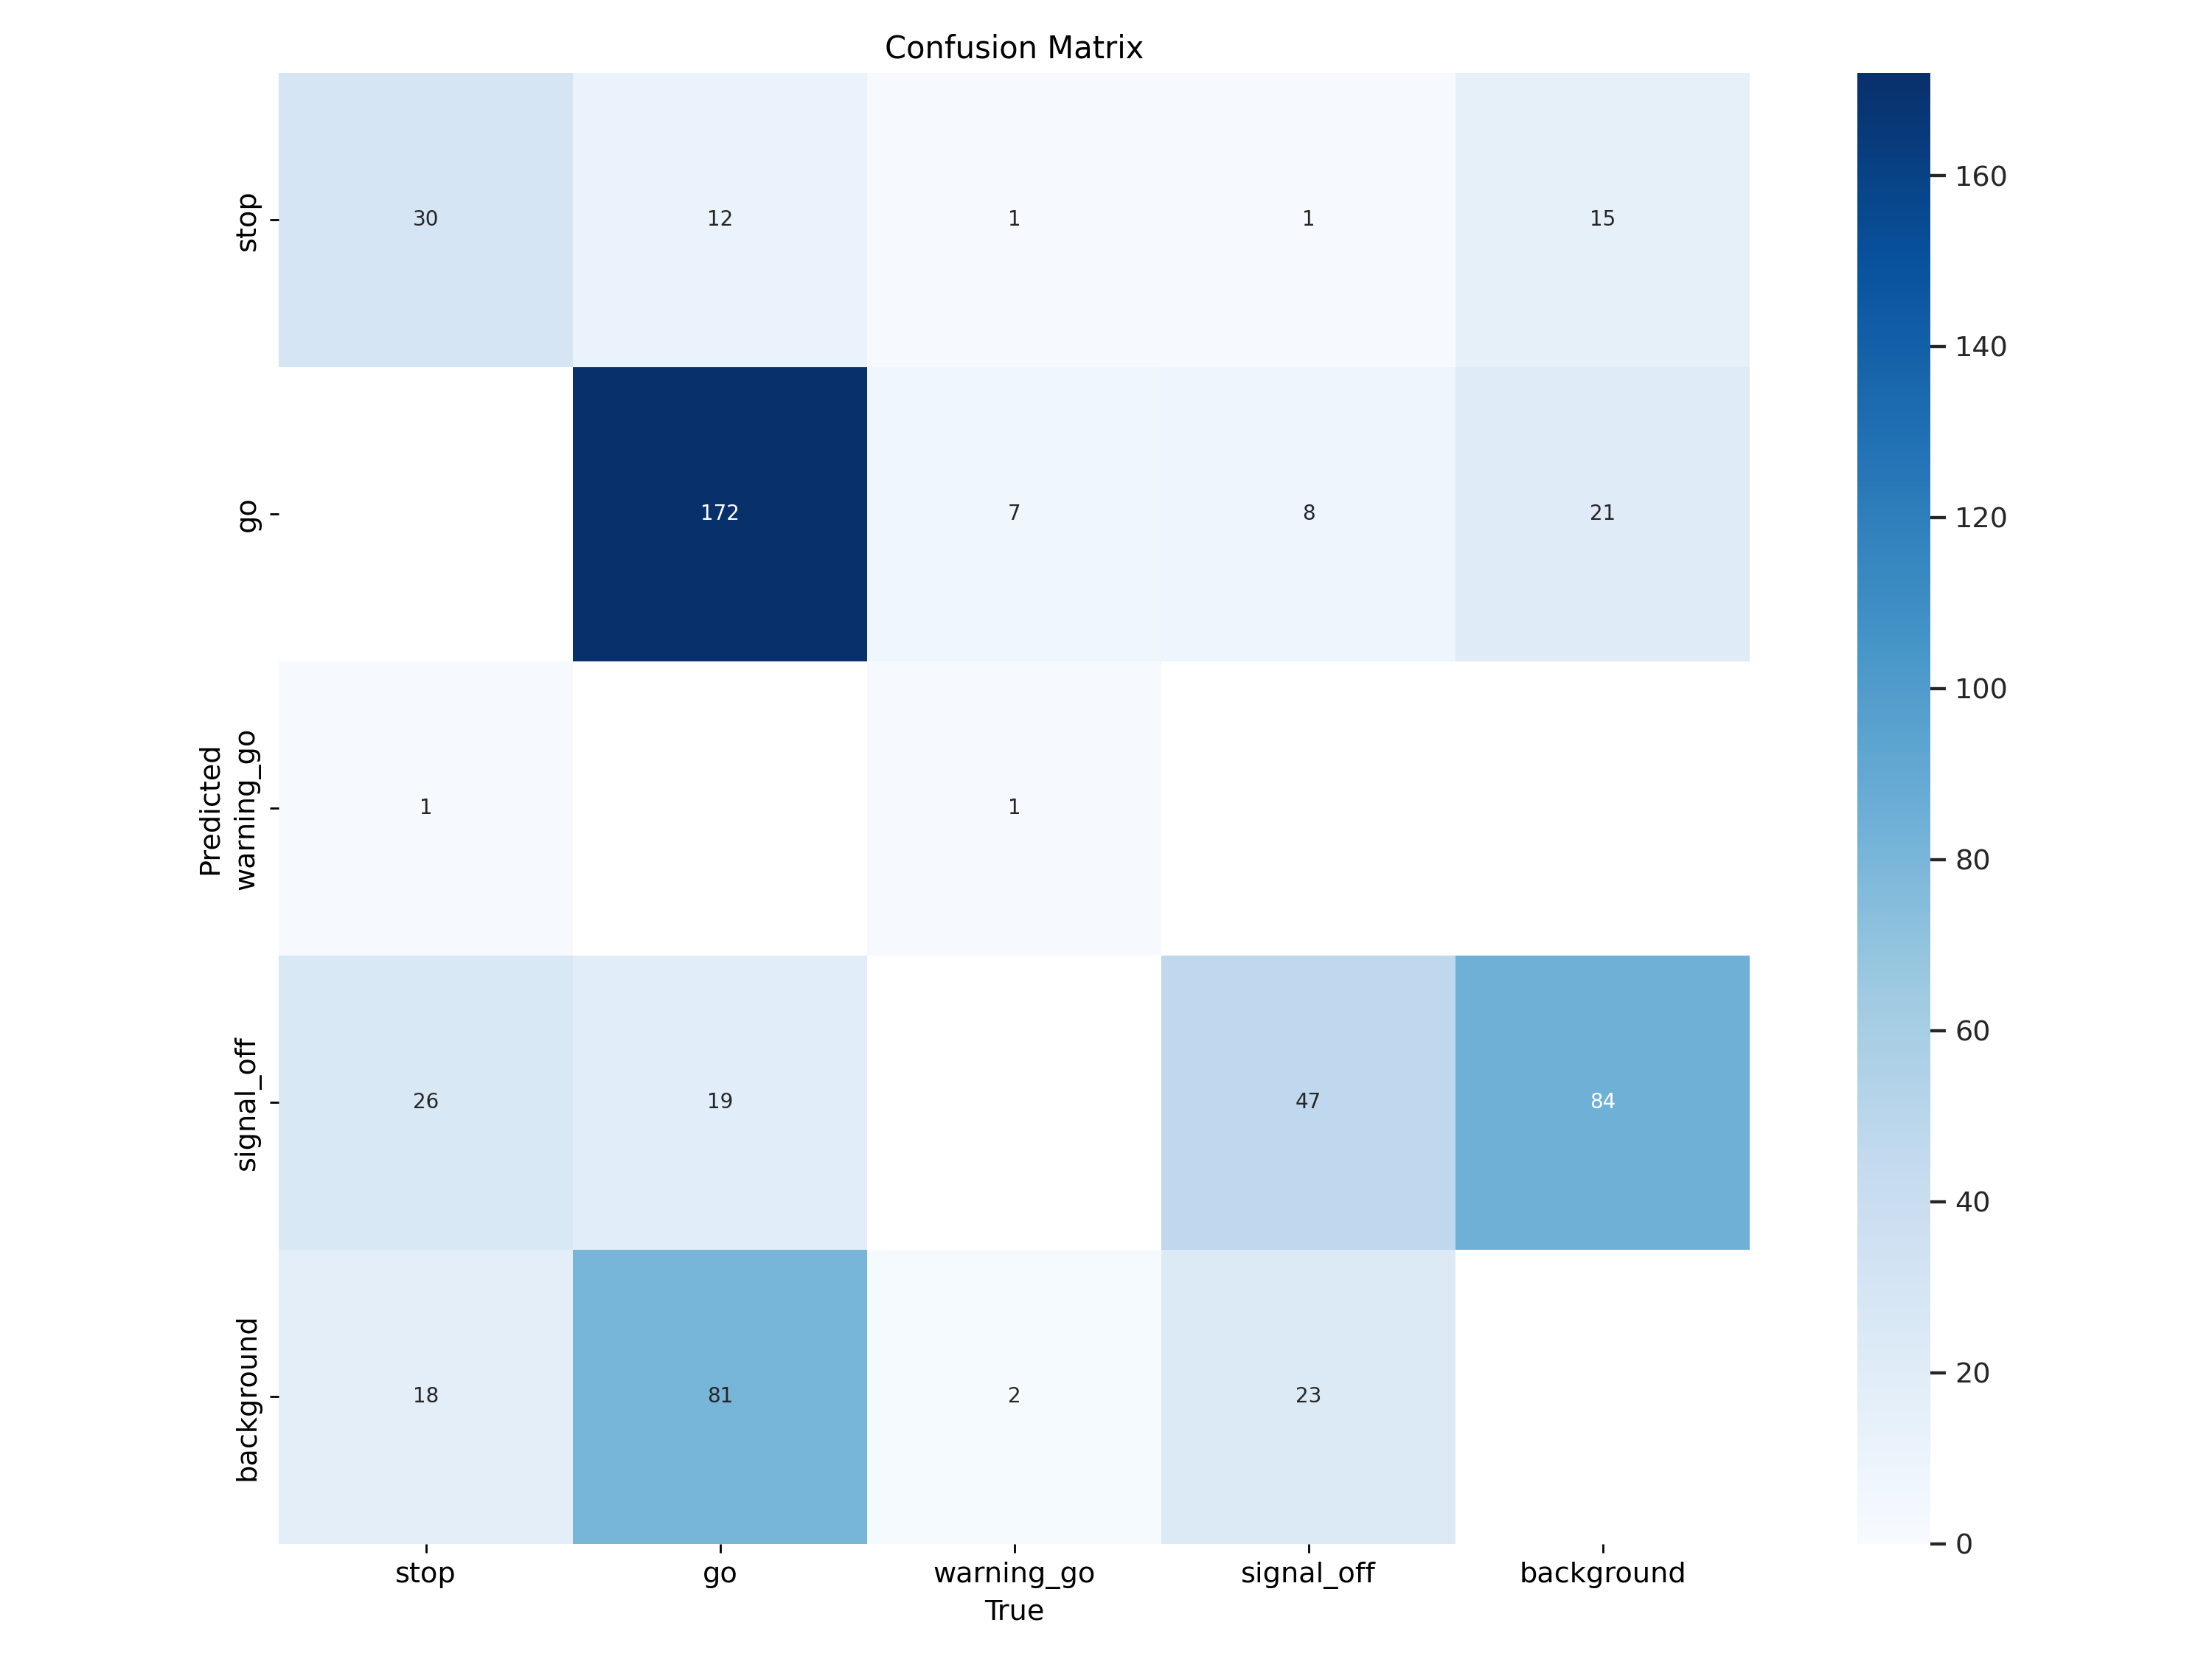 Confusion Matrix
Predicted
stop
30 12 1 1 15
go
172 7 8 21
warning_go
1 1
signal_off
26 19 47 84
background
18 81 2 23
stop go warning_go signal_off background
True
160
140
120
100
80
60
40
20
0